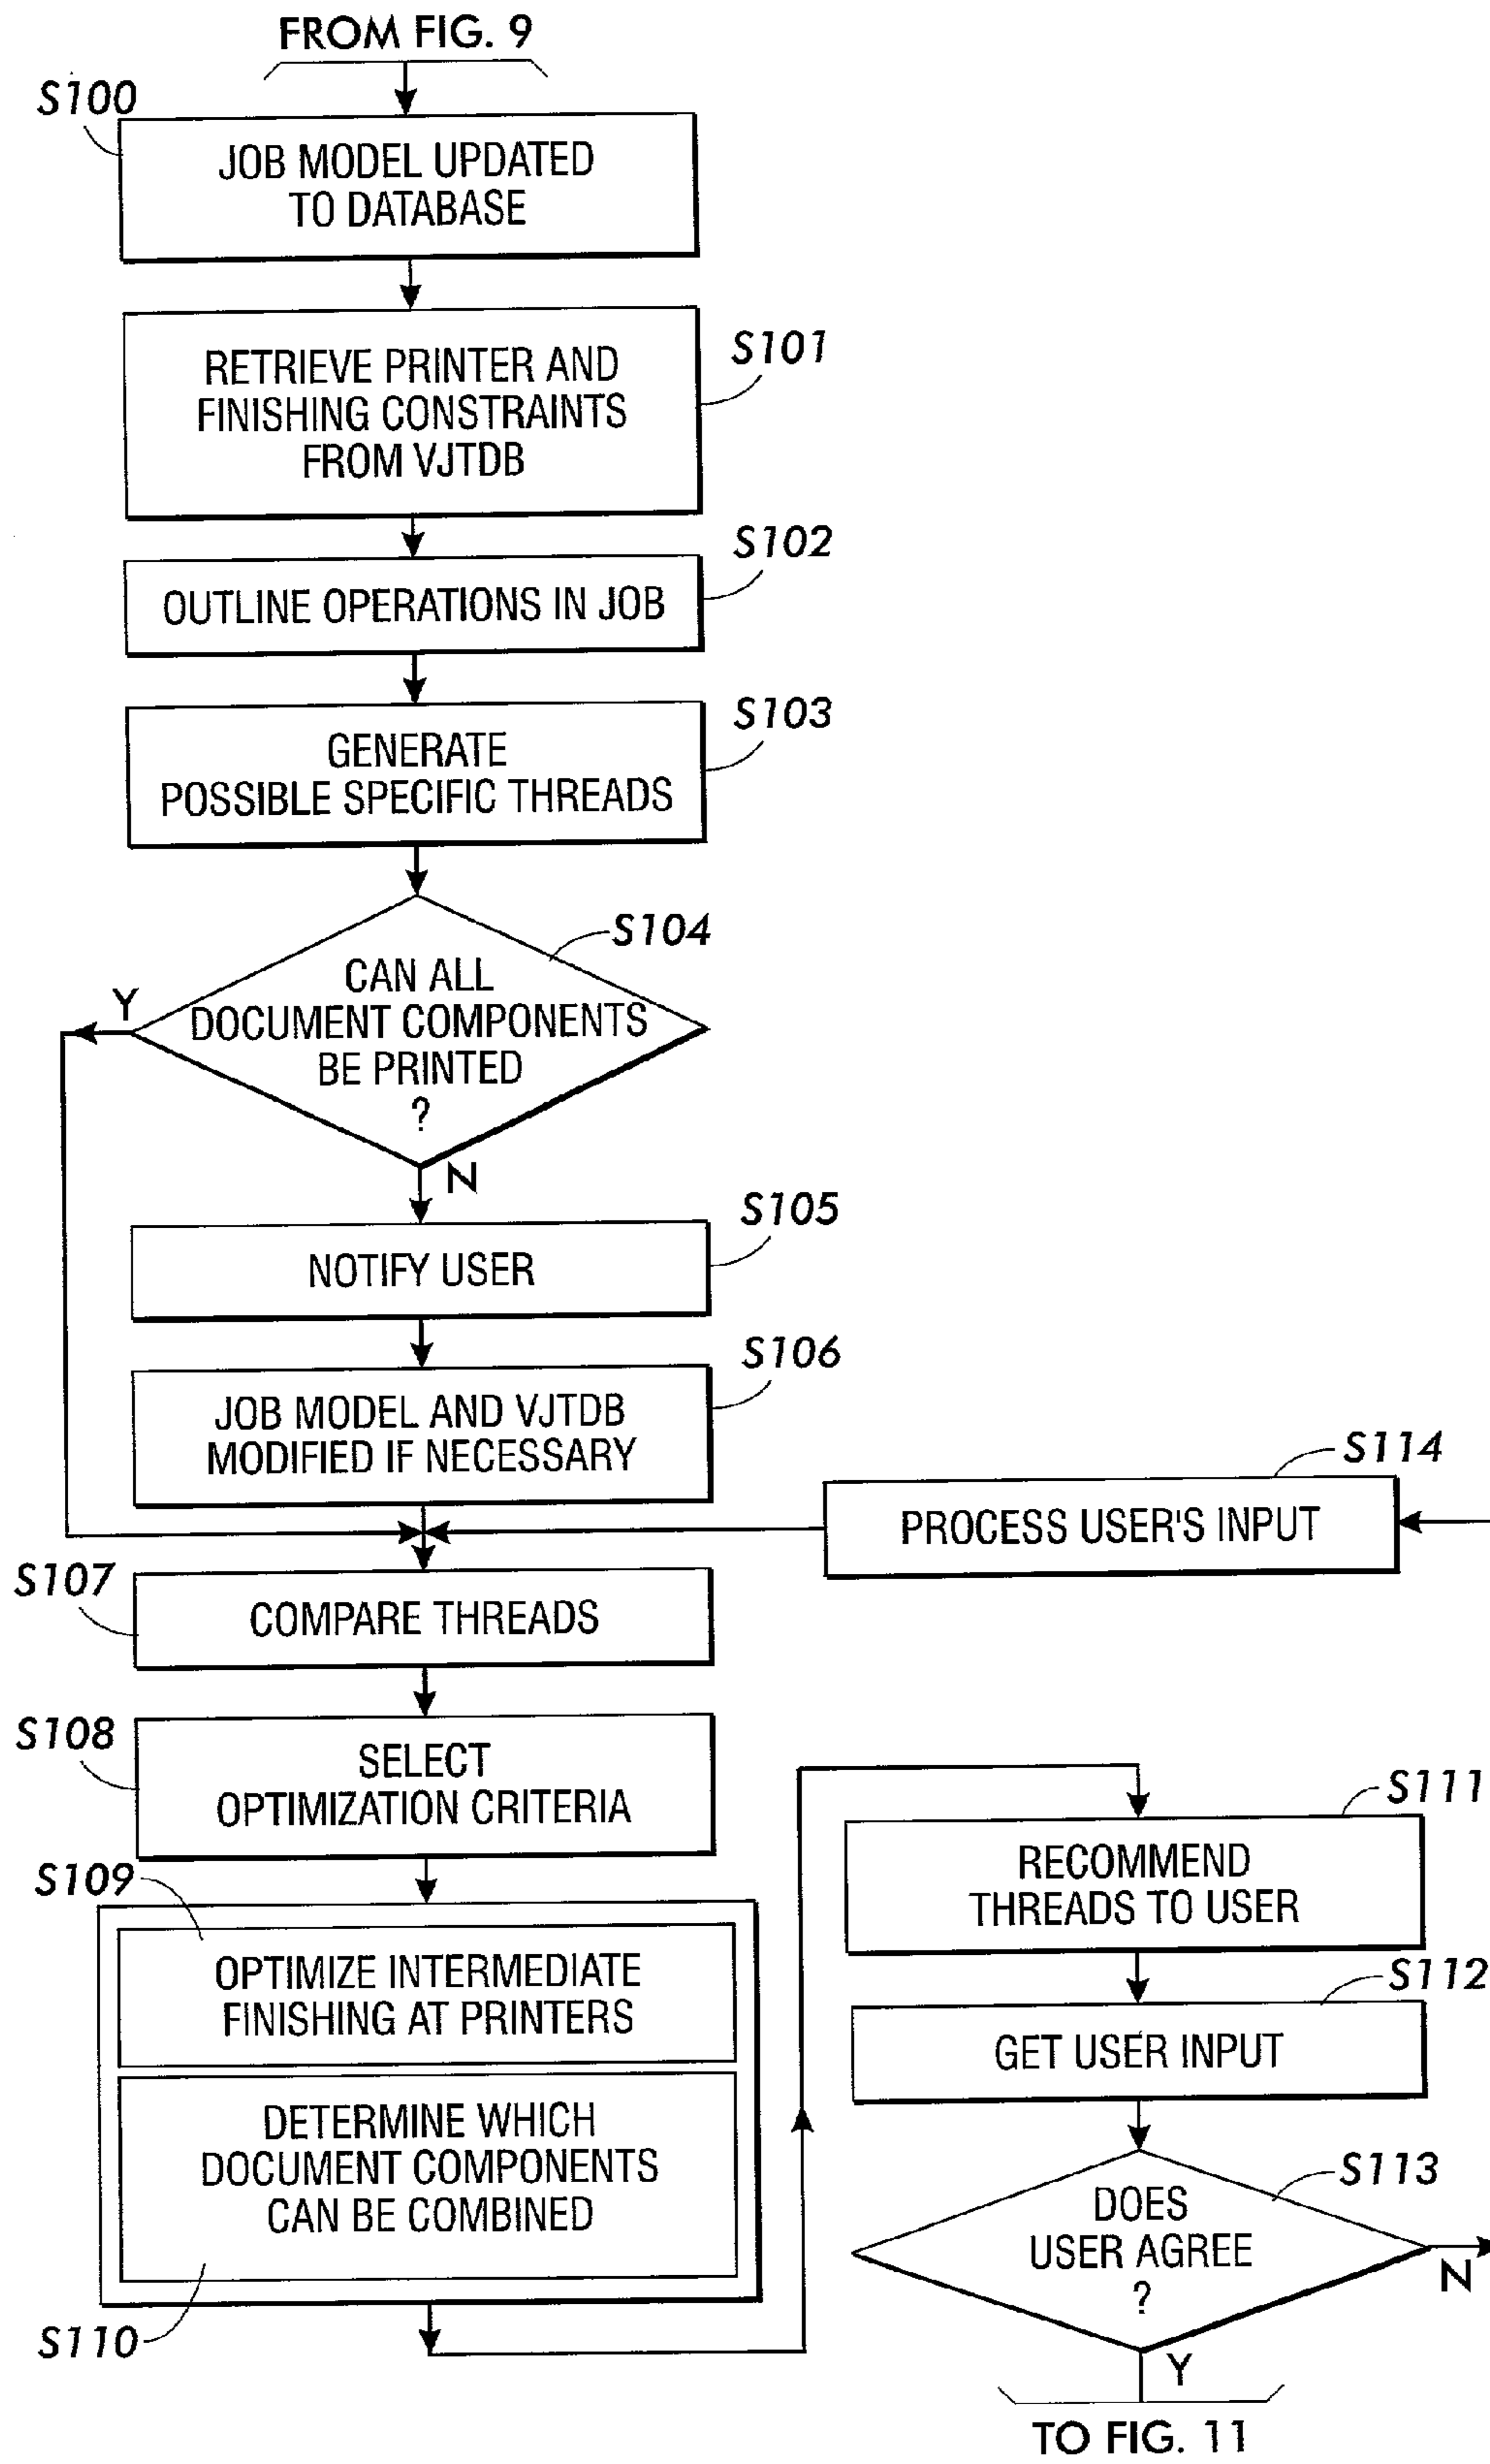 FROM FIG. 9
S100
JOB MODEL UPDATED
TO DATABASE
S101
RETRIEVE PRINTER AND
FINISHING CONSTRAINTS
FROM VJTDB
S102
OUTLINE OPERATIONS IN JOB
S103
GENERATE
POSSIBLE SPECIFIC THREADS
S104
CAN ALL
DOCUMENT COMPONENTS
BE PRINTED
?
Y
N
S105
NOTIFY USER
S106
JOB MODEL AND VJTDB
MODIFIED IF NECESSARY
S114
PROCESS USER'S INPUT
S107
COMPARE THREADS
S108
SELECT
OPTIMIZATION CRITERIA
S109
OPTIMIZE INTERMEDIATE
FINISHING AT PRINTERS
DETERMINE WHICH
DOCUMENT COMPONENTS
CAN BE COMBINED
S110
S111
RECOMMEND
THREADS TO USER
S112
GET USER INPUT
S113
DOES
USER AGREE
?
N
Y
TO FIG. 11